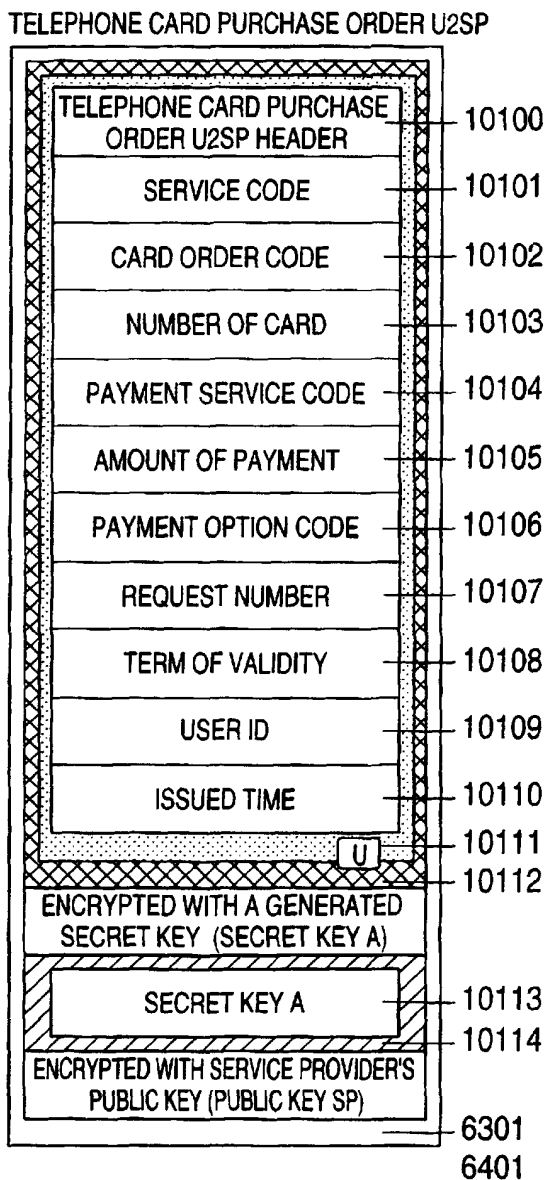 TELEPHONE CARD PURCHASE ORDER U2SP
TELEPHONE CARD PURCHASE
ORDER U2SP HEADER
10100
SERVICE CODE
10101
CARD ORDER CODE
10102
NUMBER OF CARD
10103
PAYMENT SERVICE CODE
10104
AMOUNT OF PAYMENT
10105
PAYMENT OPTION CODE
10106
REQUEST NUMBER
10107
TERM OF VALIDITY
10108
USER ID
10109
ISSUED TIME
10110
U
10111
10112
ENCRYPTED WITH A GENERATED
SECRET KEY (SECRET KEY A)
SECRET KEY A
10113
10114
ENCRYPTED WITH SERVICE PROVIDER'S
PUBLIC KEY (PUBLIC KEY SP)
6301
6401